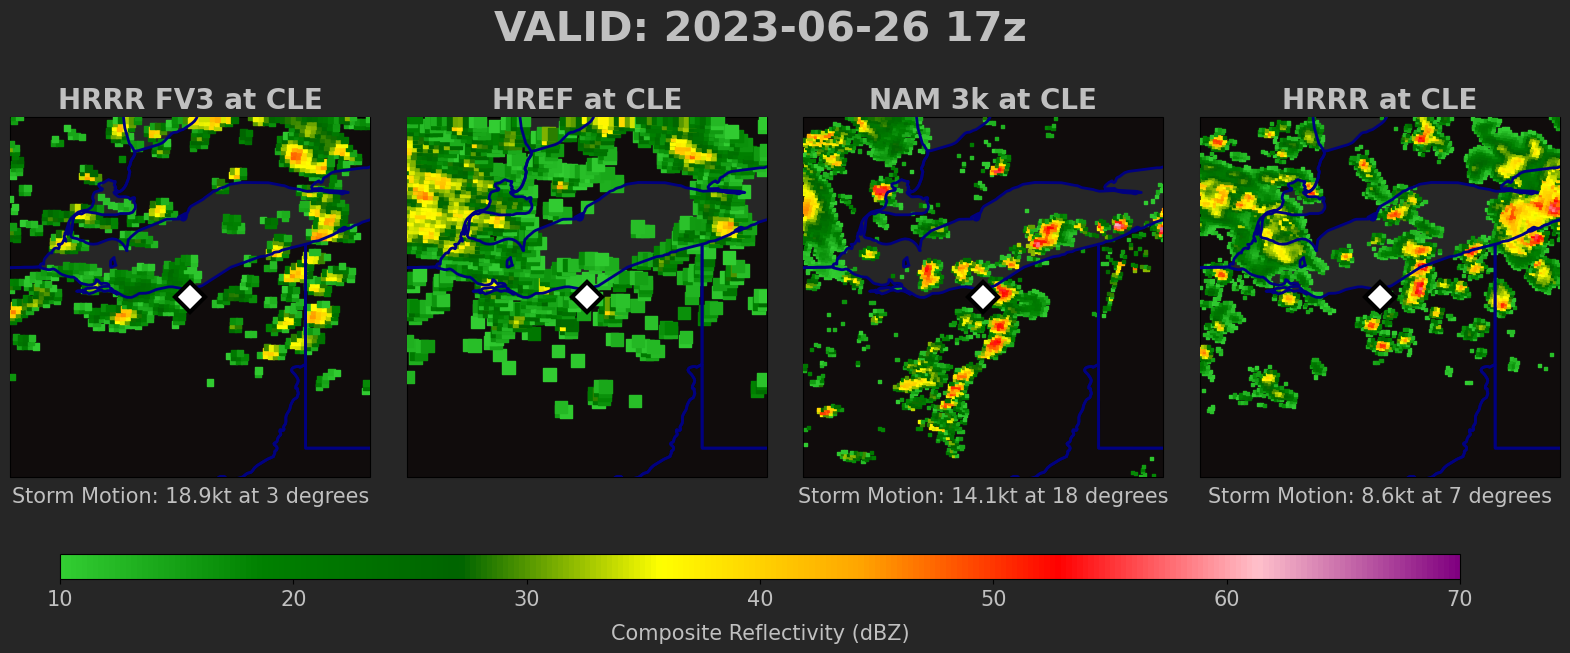 VALID: 2023-06-26 17z
HRRR FV3 at CLE
HREF at CLE
NAM 3k at CLE
HRRR at CLE
Storm Motion: 18.9kt at 3 degrees
Storm Motion: 14.1kt at 18 degrees
Storm Motion: 8.6kt at 7 degrees
10 20 30 40 50 60 70
Composite Reflectivity (dBZ)